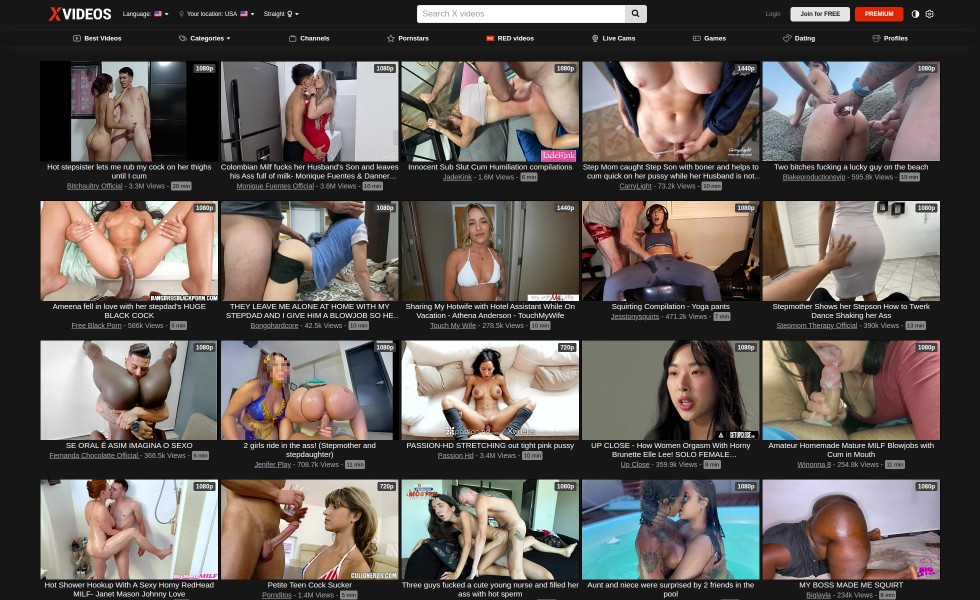 XVIDEOS
Language:
Your location: USA
Straight
Search X videos
Login
Join for FREE
PREMIUM
Best Videos
Categories
Channels
Pornstars
RED videos
Live Cams
Games
Dating
Profiles
1080p
1080p
1080p
1440p
1080p
JadeKink
Hot stepsister lets me rub my cock on her thighs
until I cum
Bitchsultry Official - 3.3M Views - 20 min
Colombian Milf fucks her Husband's Son and leaves
his Ass full of milk- Monique Fuentes & Danner...
Monique Fuentes Official - 3.6M Views - 10 min
Innocent Sub Slut Cum Humiliation compilations
JadeKink - 1.6M Views - 6 min
Step Mom caught Step Son with boner and helps to
cum quick on her pussy while her Husband is not...
CarryLight - 73.2k Views - 10 min
Two bitches fucking a lucky guy on the beach
Blakeproductionsvip - 595.8k Views - 19 min
1080p
1080p
1440p
1080p
1080p
BANGBROSBLACKPORN.COM
Ameena fell in love with her stepdad's HUGE
BLACK COCK
Free Black Porn - 586k Views - 5 min
THEY LEAVE ME ALONE AT HOME WITH MY
STEPDAD AND I GIVE HIM A BLOWJOB SO HE...
Bongohardcore - 42.5k Views - 10 min
Sharing My Hotwife with Hotel Assistant While On
Vacation - Athena Anderson - TouchMyWife
Touch My Wife - 278.5k Views - 10 min
Squirting Compilation - Yoga pants
Jesstonysquirts - 471.2k Views - 7 min
Stepmother Shows her Stepson How to Twerk
Dance Shaking her Ass
Stepmom Therapy Official - 390k Views - 13 min
1080p
1080p
720p
1080p
1080p
SE ORAL É ASIM IMAGINA O SEXO
Fernanda Chocolatte Official - 366.5k Views - 6 min
2 girls ride in the ass! (Stepmother and
stepdaughter)
Jenifer Play - 708.7k Views - 11 min
PASSION-HD STRETCHING out tight pink pussy
Passion Hd - 3.4M Views - 10 min
UP CLOSE - How Women Orgasm With Horny
Brunette Elle Lee! SOLO FEMALE...
Up Close - 359.9k Views - 9 min
Amateur Homemade Mature MILF Blowjobs with
Cum in Mouth
Winonna 8 - 254.8k Views - 11 min
1080p
720p
1080p
1080p
1080p
CUTLERXOS.COM
Hot Shower Hookup With A Sexy Horny RedHead
MILF- Janet Mason Johnny Love
Petite Teen Cock Sucker
Pornditos - 1.4M Views - 5 min
Three guys fucked a cute young nurse and filled her
ass with hot sperm
Aunt and niece were surprised by 2 friends in the
pool
MY BOSS MADE ME SQUIRT
Biglayla - 234k Views - 6 min